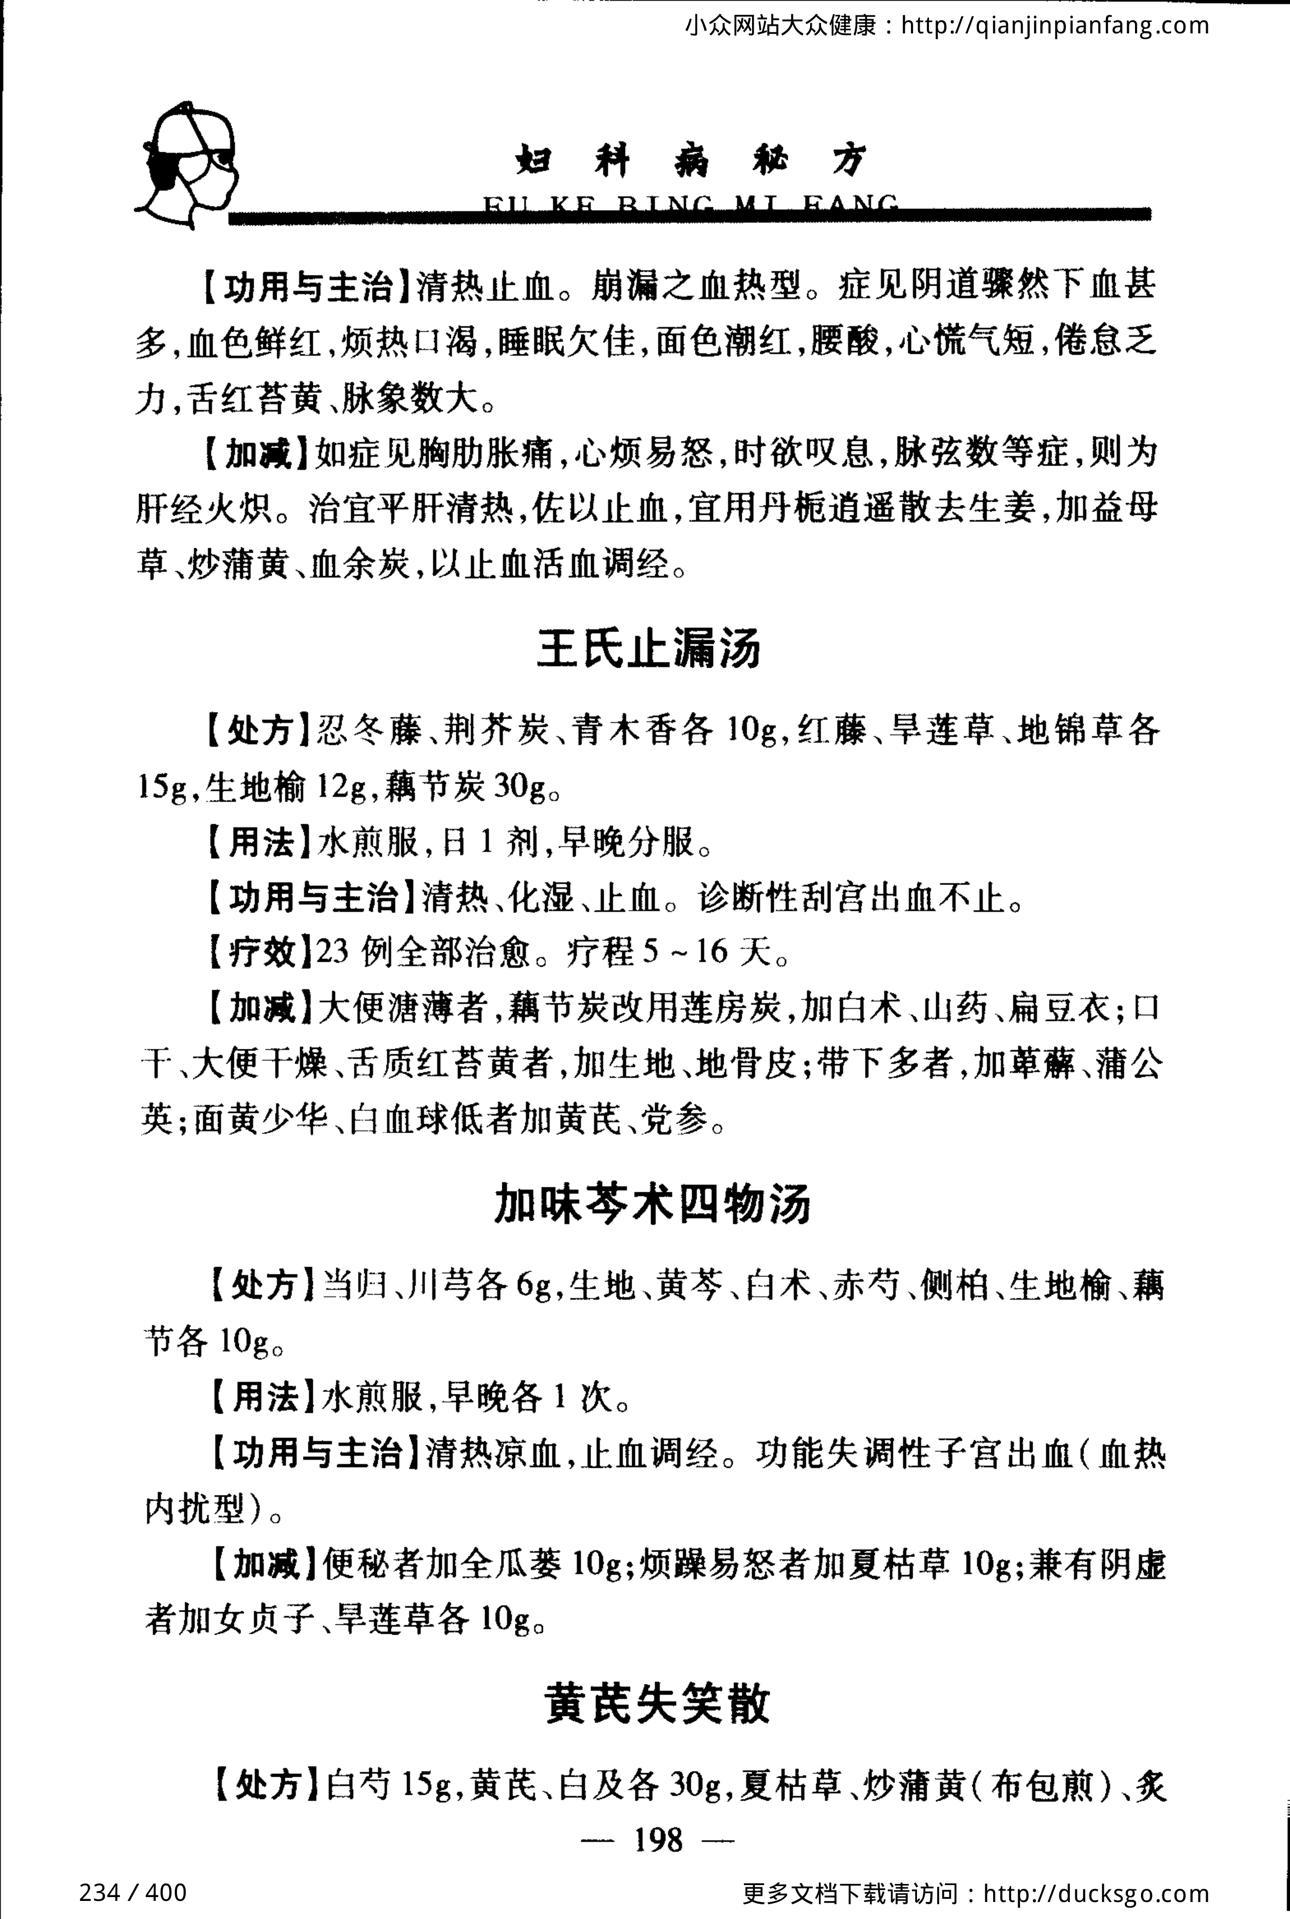 小众网站大众健康：http://qianjinpianfang.com
妇科病秘方
FU KE BING MI FANG
【功用与主治】清热止血。崩漏之血热型。症见阴道骤然下血甚
多,血色鲜红,烦热口渴,睡眠欠佳,面色潮红,腰酸,心慌气短,倦怠乏
力,舌红苔黄、脉象数大。
【加减】如症见胸肋胀痛,心烦易怒,时欲叹息,脉弦数等症,则为
肝经火炽。治宜平肝清热,佐以止血,宜用丹栀逍遥散去生姜,加益母
草、炒蒲黄、血余炭,以止血活血调经。
王氏止漏汤
【处方】忍冬藤、荆芥炭、青木香各 10g,红藤、旱莲草、地锦草各
15g,生地榆 12g,藕节炭 30g。
【用法】水煎服,日 1 剂,早晚分服。
【功用与主治】清热、化湿、止血。诊断性刮宫出血不止。
【疗效】23 例全部治愈。疗程 5 ~ 16 天。
【加减】大便溏薄者,藕节炭改用莲房炭,加白术、山药、扁豆衣;口
干、大便干燥、舌质红苔黄者,加生地、地骨皮;带下多者,加萆薢、蒲公
英;面黄少华、白血球低者加黄芪、党参。
加味芩术四物汤
【处方】当归、川芎各 6g,生地、黄芩、白术、赤芍、侧柏、生地榆、藕
节各 10g。
【用法】水煎服,早晚各 1 次。
【功用与主治】清热凉血,止血调经。功能失调性子宫出血(血热
内扰型)。
【加减】便秘者加全瓜蒌 10g;烦躁易怒者加夏枯草 10g;兼有阴虚
者加女贞子、旱莲草各 10g。
黄芪失笑散
【处方】白芍 15g,黄芪、白及各 30g,夏枯草、炒蒲黄(布包煎)、炙
— 198 —
234 / 400
更多文档下载请访问：http://ducksgo.com